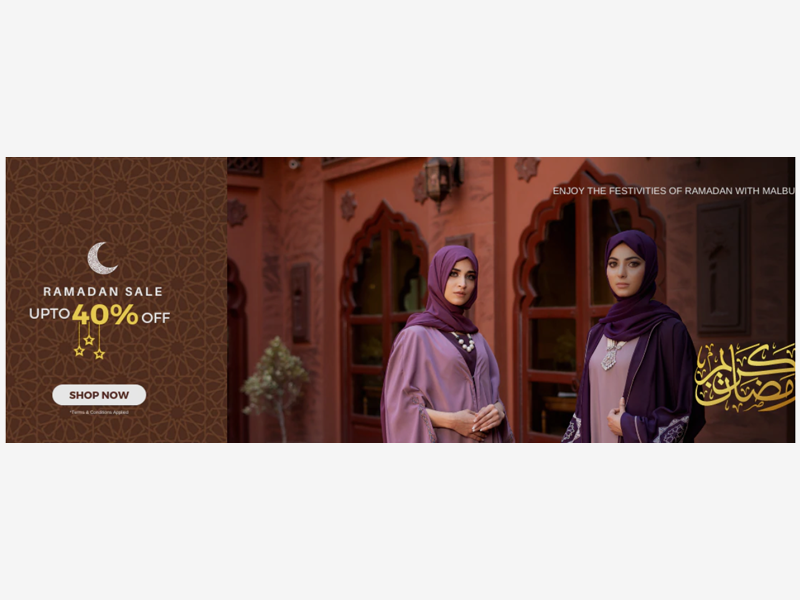 ENJOY THE FESTIVITIES OF RAMADAN WITH MALBU
RAMADAN SALE
UPTO 40% OFF
SHOP NOW
*Terms & Conditions Applied
رمضان كريم